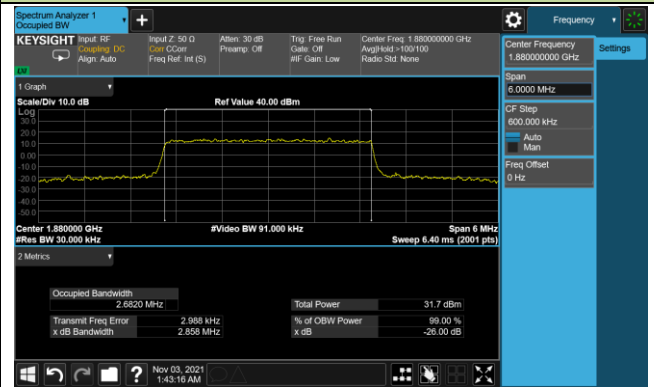 Spectrum Analyzer 1
Occupied BW
Frequency
KEYSIGHT
Input: RF
Coupling: DC
Align: Auto
Input Z: 50 Ω
Corr CCorr
Freq Ref: Int (S)
Atten: 30 dB
Preamp: Off
Trig: Free Run
Gate: Off
#IF Gain: Low
Center Freq: 1.880000000 GHz
Avg|Hold:>100/100
Radio Std: None
Center Frequency
1.880000000 GHz
Settings
Span
6.0000 MHz
CF Step
600.000 kHz
Auto
Man
Freq Offset
0 Hz
1 Graph
Scale/Div 10.0 dB
Ref Value 40.00 dBm
Log
30.0
20.0
10.0
0.00
-10.0
-20.0
-30.0
-40.0
-50.0
Center 1.880000 GHz
#Video BW 91.000 kHz
Span 6 MHz
#Res BW 30.000 kHz
Sweep 6.40 ms (2001 pts)
2 Metrics
Occupied Bandwidth
2.6820 MHz
Total Power 31.7 dBm
Transmit Freq Error 2.988 kHz
% of OBW Power 99.00 %
x dB Bandwidth 2.858 MHz
x dB -26.00 dB
?
Nov 03, 2021
1:43:16 AM